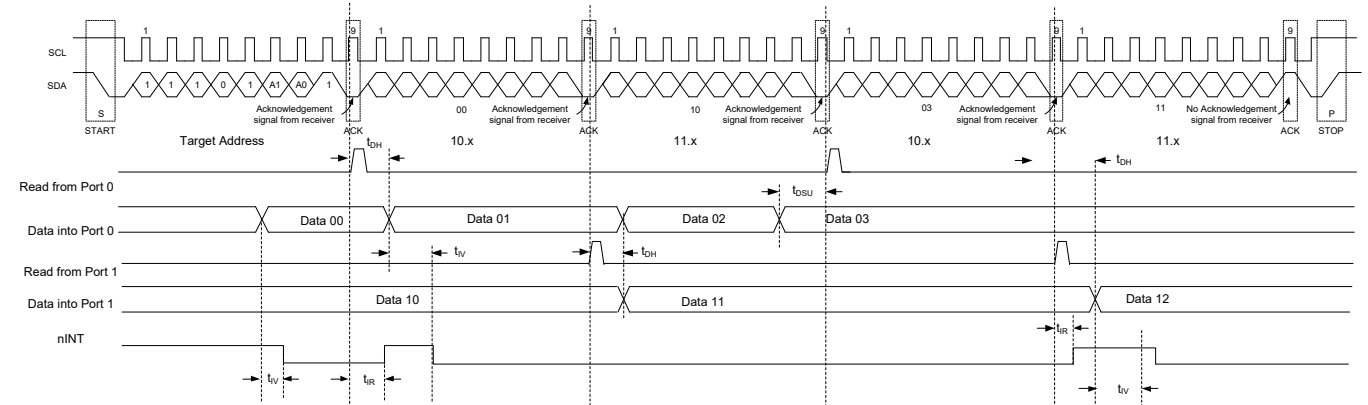 1 9 1 9 1 9 1 9 1 9
SCL
SDA 1 1 1 0 1 A1 A0 1
S START
Acknowledgement signal from receiver ACK
00 Acknowledgement signal from receiver ACK
10 Acknowledgement signal from receiver ACK
03 Acknowledgement signal from receiver ACK
11 No Acknowledgement signal from receiver ACK
P STOP
Target Address 10.x 11.x 10.x 11.x
tDH tDH
Read from Port 0
tDSU
Data into Port 0 Data 00 Data 01 Data 02 Data 03
tIV tDH
Read from Port 1
Data into Port 1 Data 10 Data 11 Data 12
tIR
nINT
tIV tIR tIV